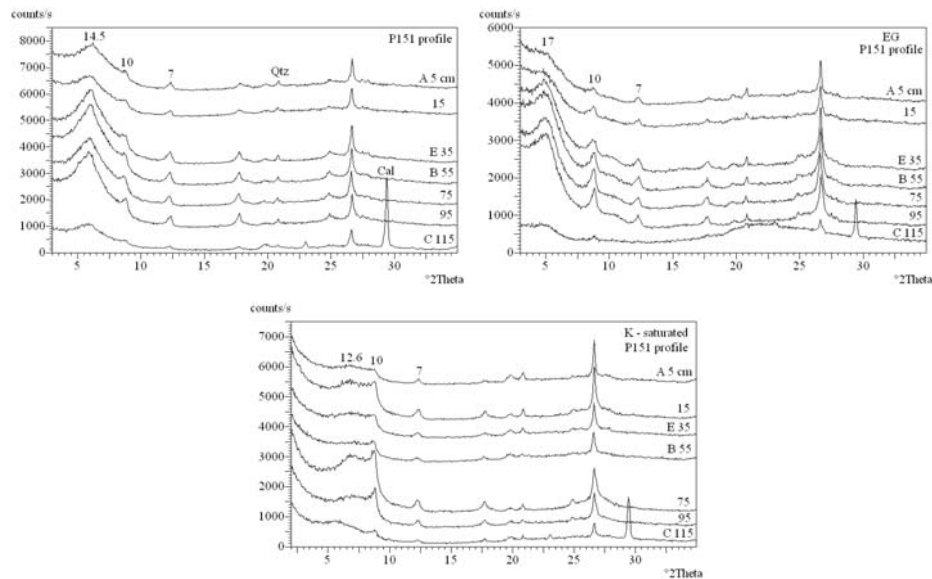 counts/s
8000
7000
6000
5000
4000
3000
2000
1000
0
14.5
10
7
Qtz
Cal
P151 profile
A 5 cm
15
E 35
B 55
75
95
C 115
5
10
15
20
25
30
°2Theta
counts/s
6000
5000
4000
3000
2000
1000
0
17
10
7
EG
P151 profile
A 5 cm
15
E 35
B 55
75
95
C 115
5
10
15
20
25
30
°2Theta
counts/s
7000
6000
5000
4000
3000
2000
1000
0
12.6
10
7
K - saturated
P151 profile
A 5 cm
15
E 35
B 55
75
95
C 115
5
10
15
20
25
30
°2Theta